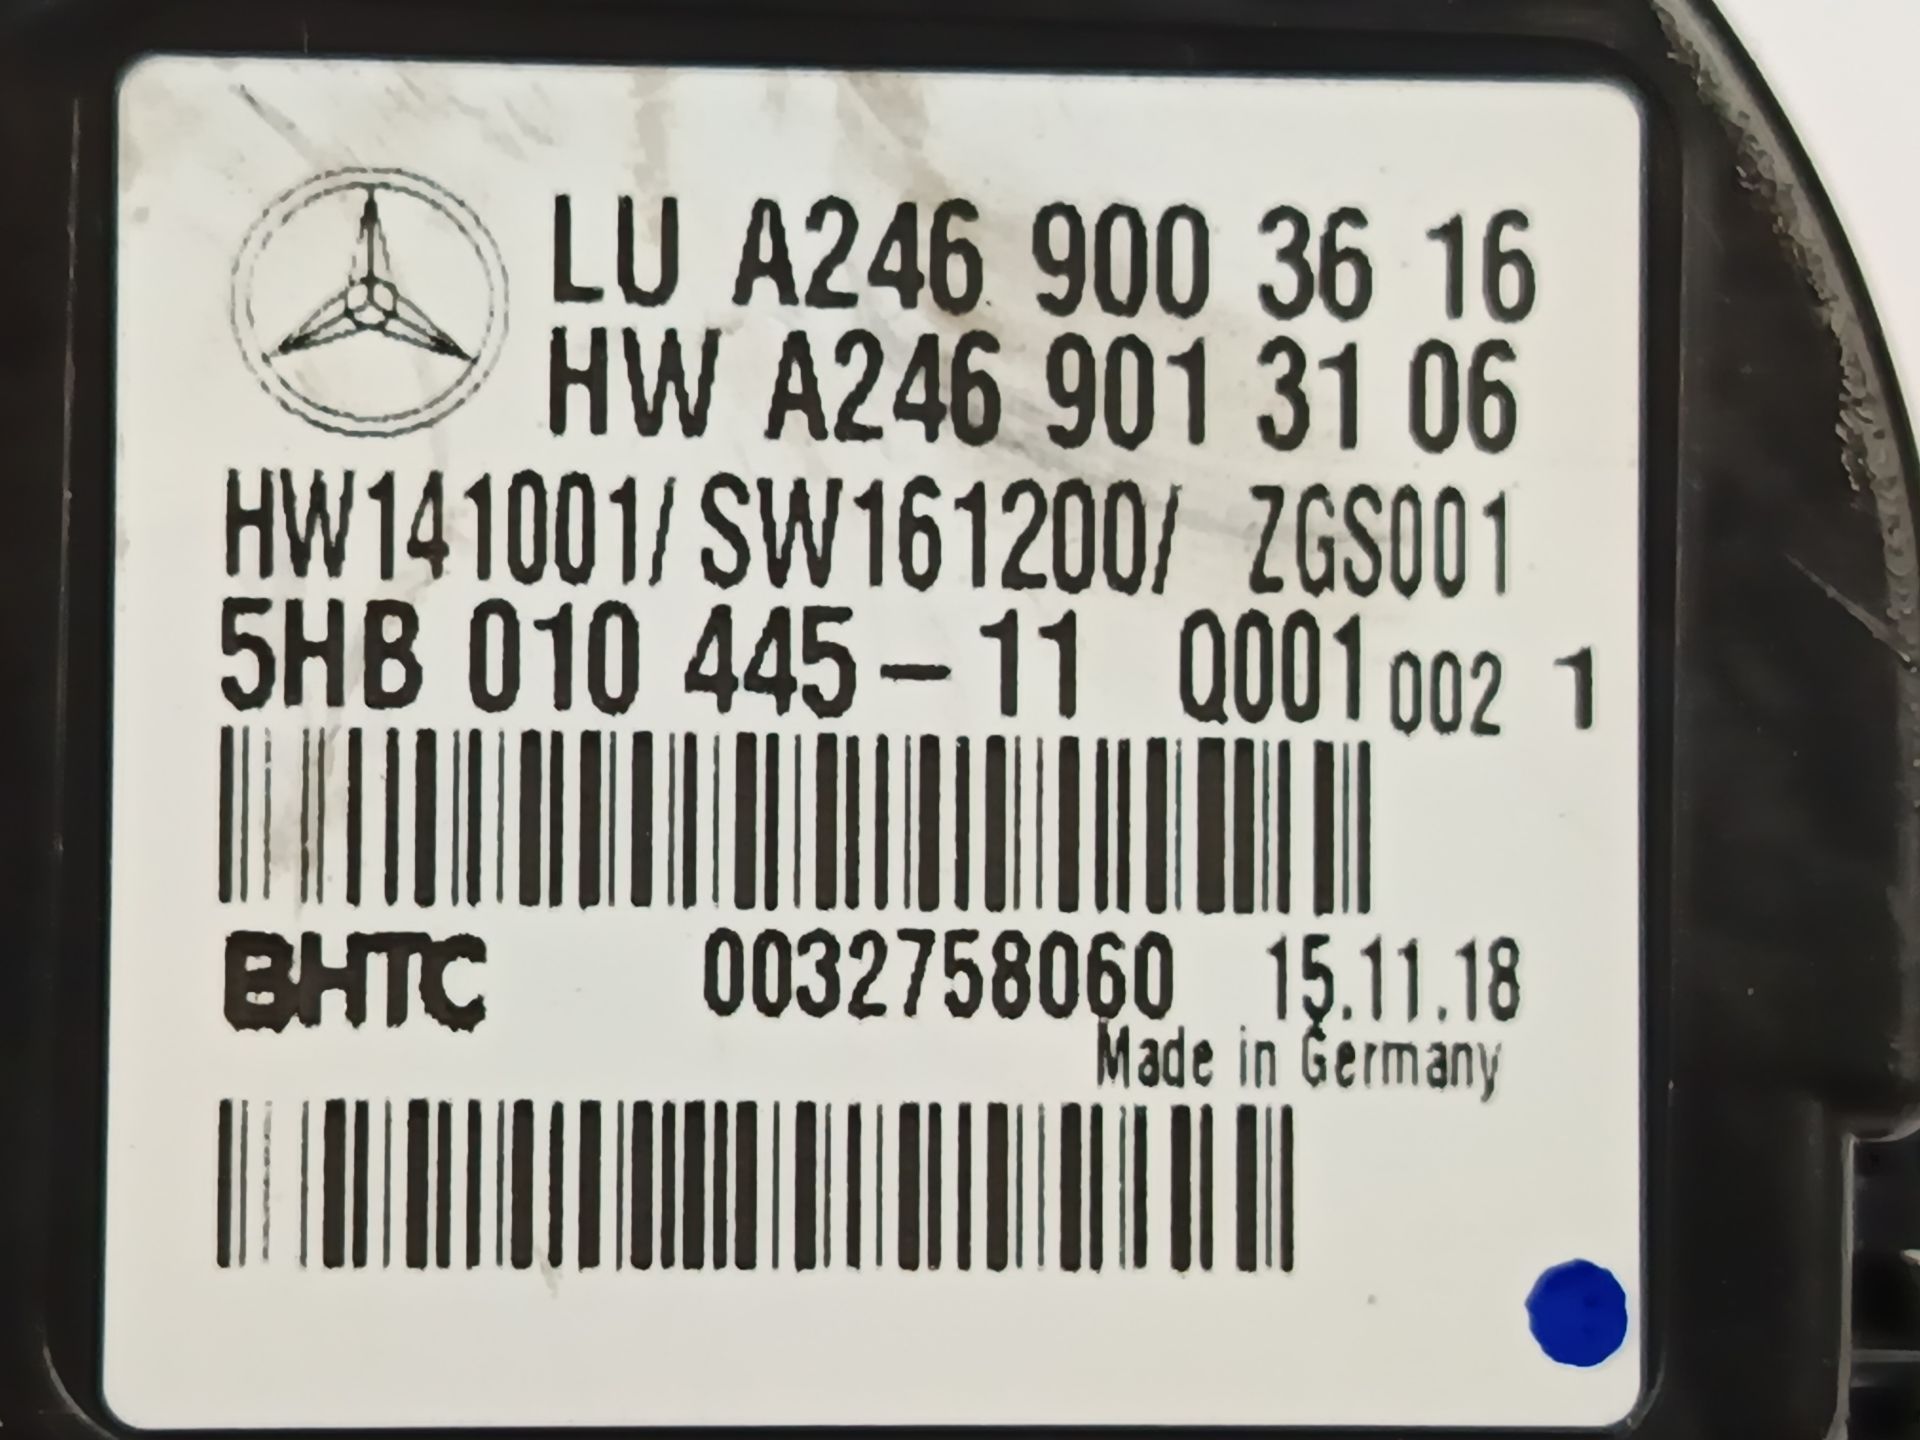 LU A246 900 36 16
HW A246 901 31 06
HW141001/SW161200/ ZGS001
5HB 010 445-11 Q001 002 1
BHTC 0032758060 15.11.18
Made in Germany